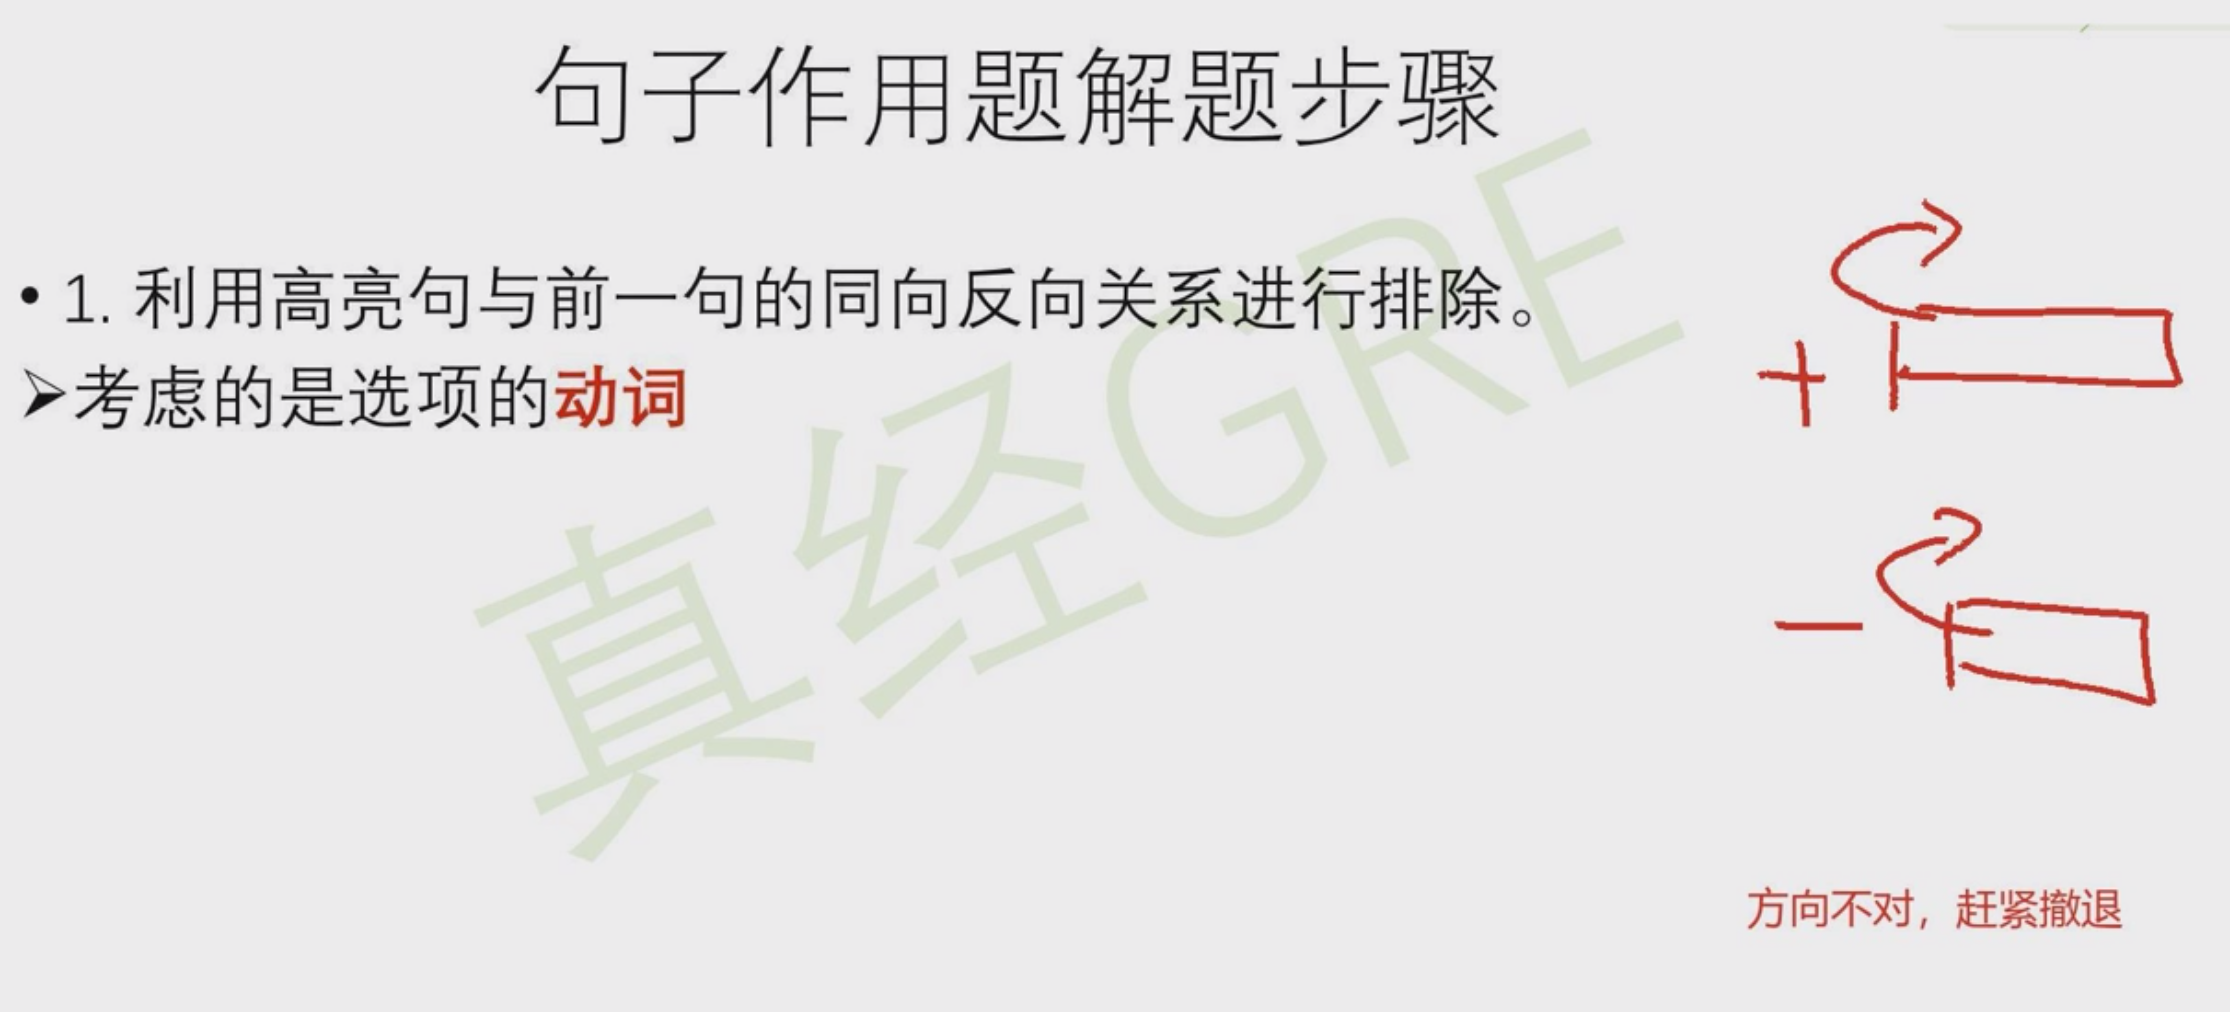 句子作用题解题步骤
• 1. 利用高亮句与前一句的同向反向关系进行排除。
➢考虑的是选项的动词
真经GRE
+
—
方向不对，赶紧撤退